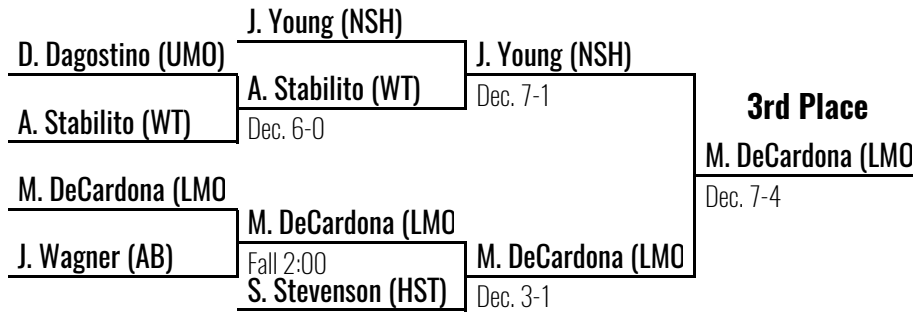 J. Young (NSH)
D. Dagostino (UMO)
J. Young (NSH)
A. Stabilito (WT)
Dec. 7-1
3rd Place
A. Stabilito (WT)
Dec. 6-0
M. DeCardona (LMO
M. DeCardona (LMO
Dec. 7-4
M. DeCardona (LMO
J. Wagner (AB)
Fall 2:00
M. DeCardona (LMO
S. Stevenson (HST)
Dec. 3-1